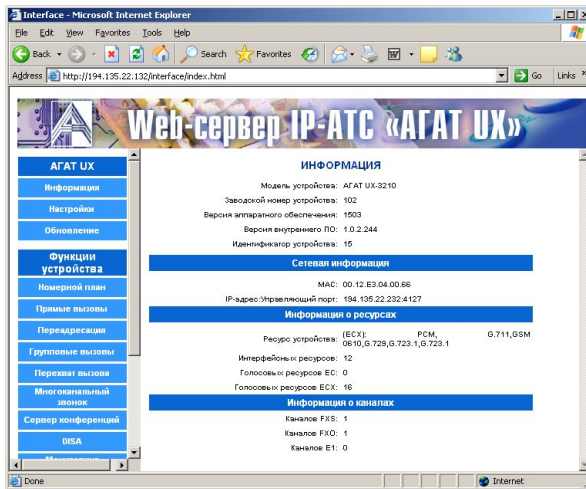 Interface - Microsoft Internet Explorer
File Edit View Favorites Tools Help
Back Search Favorites
Address http://194.135.22.132/interface/index.html Go Links »
Web-сервер IP-АТС «АГАТ UX»
АГАТ UX
Информация
Настройки
Обновление
Функции
устройства
Номерной план
Прямые вызовы
Переадресация
Групповые вызовы
Перехват вызова
Многоканальный
звонок
Сервер конференций
DISA
ИНФОРМАЦИЯ
Модель устройства: АГАТ UX-3210
Заводской номер устройства: 102
Версия аппаратного обеспечения: 1503
Версия внутреннего ПО: 1.0.2.244
Идентификатор устройства: 15
Сетевая информация
MAC: 00.12.E3.04.00.66
IP-адрес:Управляющий порт: 194.135.22.232:4127
Информация о ресурсах
Ресурс устройства: (ECX): PCM, G.711,GSM
0610,G.729,G.723.1,G.723.1
Интерфейсных ресурсов: 12
Голосовых ресурсов EC: 0
Голосовых ресурсов ECX: 16
Информация о каналах
Каналов FXS: 1
Каналов FXO: 1
Каналов E1: 0
Done Internet